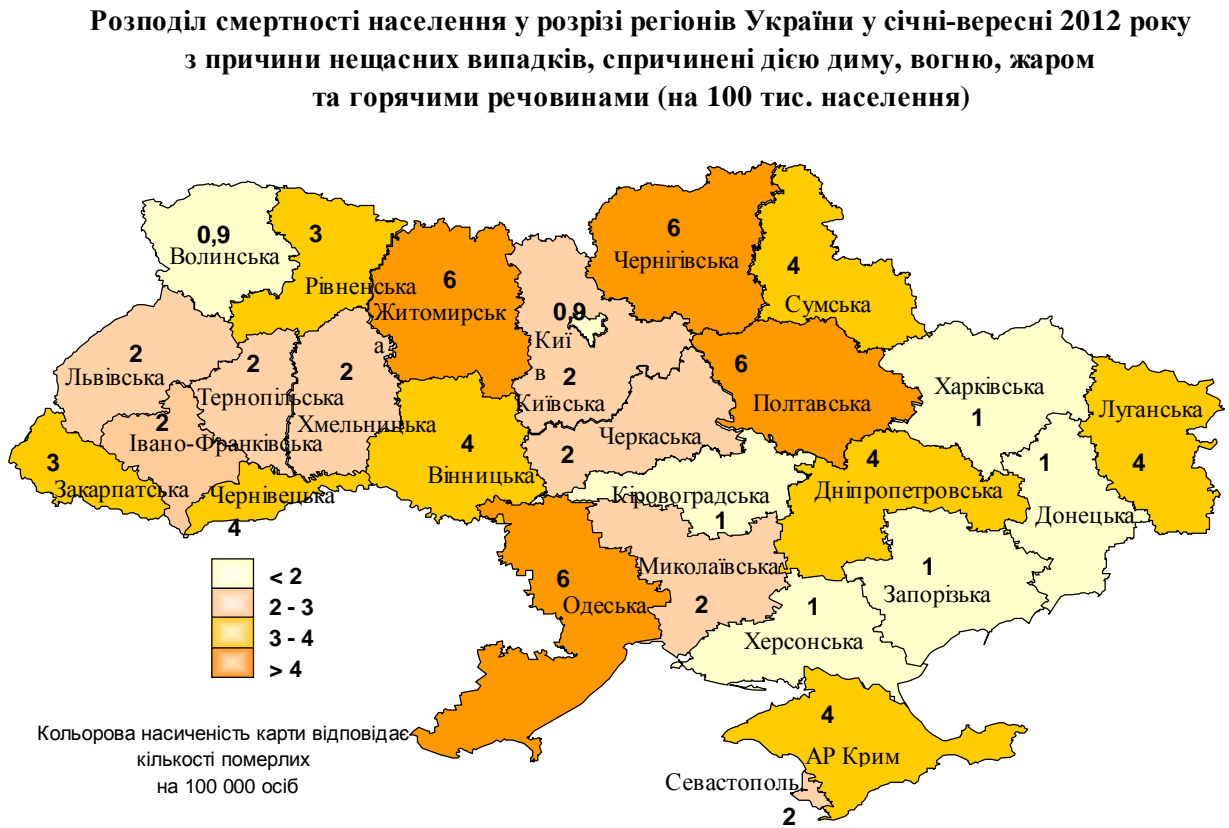 Розподіл смертності населення у розрізі регіонів України у січні-вересні 2012 року
з причини нещасних випадків, спричинені дією диму, вогню, жаром
та горячими речовинами (на 100 тис. населення)
0,9
Волинська
3
Рівненська
6
Житомирськ
а
6
Чернігівська
4
Сумська
0,9
Киї
в
2
Київська
2
Львівська
2
Тернопільська
2
Хмельницька
2
Івано-Франківська
3
Закарпатська
Чернівецька
4
4
Вінницька
Черкаська
2
6
Полтавська
Харківська
1
Луганська
4
1
Донецька
4
Дніпропетровська
Кіровоградська
1
Миколаївська
2
6
Одеська
1
Запорізька
1
Херсонська
4
АР Крим
Севастополь
2
< 2
2 - 3
3 - 4
> 4
Кольорова насиченість карти відповідає
кількості померлих
на 100 000 осіб